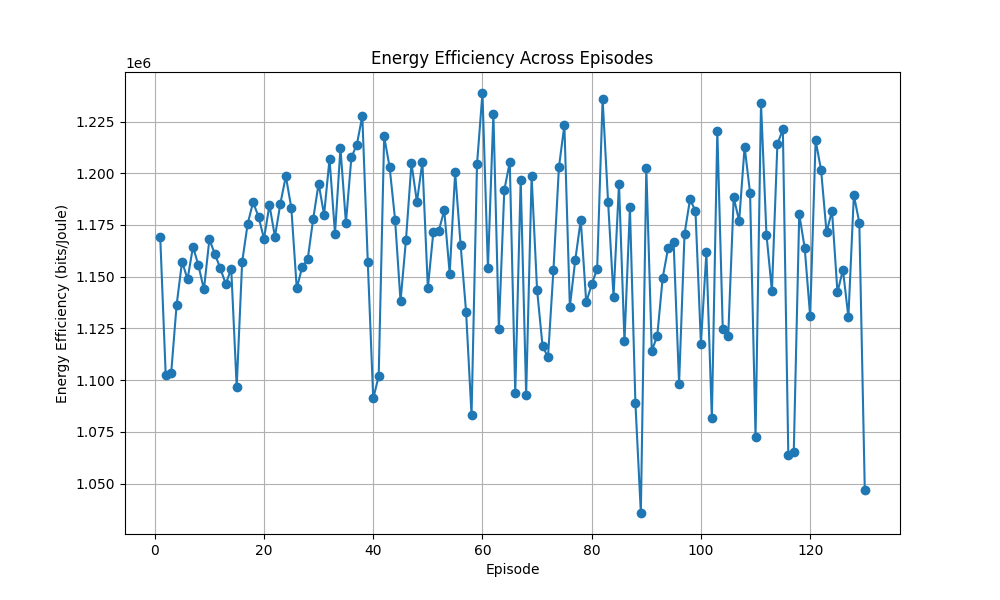 Energy Efficiency Across Episodes
1e6
1.225
1.200
1.175
1.150
1.125
1.100
1.075
1.050
Energy Efficiency (bits/Joule)
0 20 40 60 80 100 120
Episode